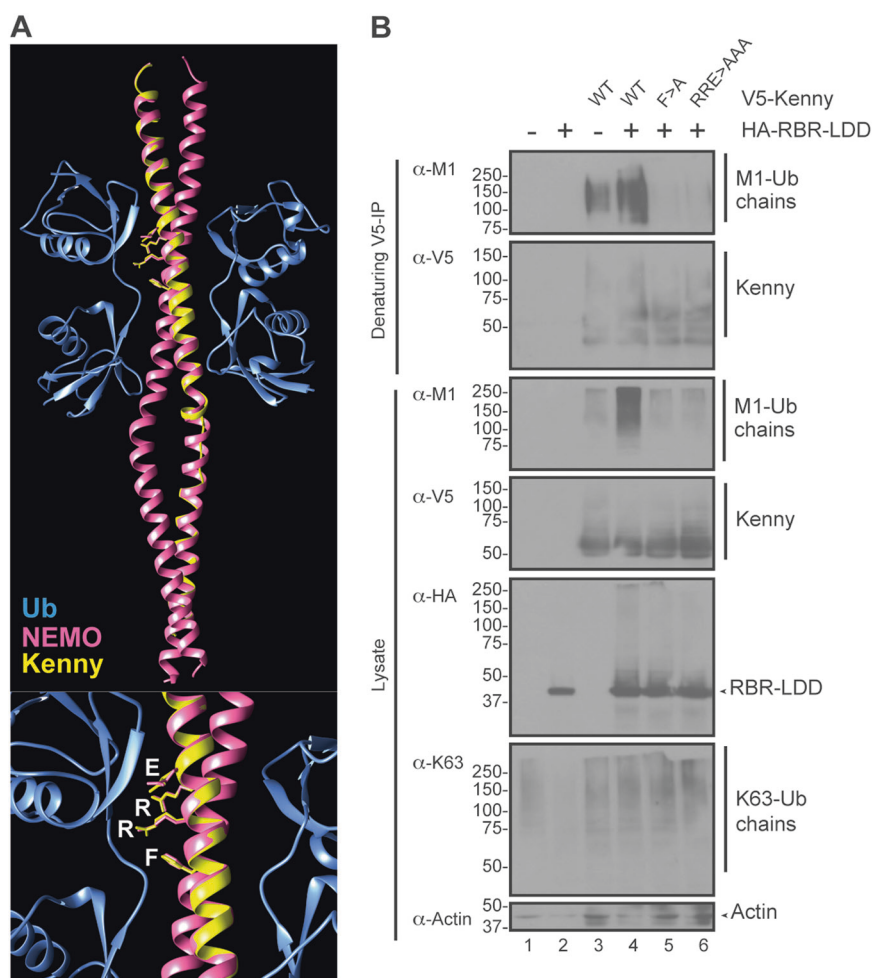 A
Ub
NEMO
Kenny
E
R
R
F
B
WT WT F>A RRE>AAA V5-Kenny
- + - + + + HA-RBR-LDD
Denaturing V5-IP
α-M1
250-
150-
100-
75-
M1-Ub
chains
α-V5
150-
100-
75-
50-
Kenny
Lysate
α-M1
250-
150-
100-
75-
M1-Ub
chains
α-V5
150-
100-
75-
50-
Kenny
α-HA
250-
150-
100-
75-
50-
37-
RBR-LDD
α-K63
250-
150-
100-
75-
50-
K63-Ub
chains
α-Actin
50-
37-
Actin
1 2 3 4 5 6